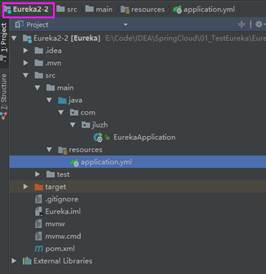 Eureka2-2 src main resources application.yml
1: Project
Project
Eureka2-2 [Eureka] E:\Code\IDEA\SpringCloud\01_TestEureka\Eure
.idea
.mvn
src
main
java
com
jluzh
EurekaApplication
resources
application.yml
test
target
.gitignore
Eureka.iml
mvnw
mvnw.cmd
pom.xml
External Libraries
Z: Structure